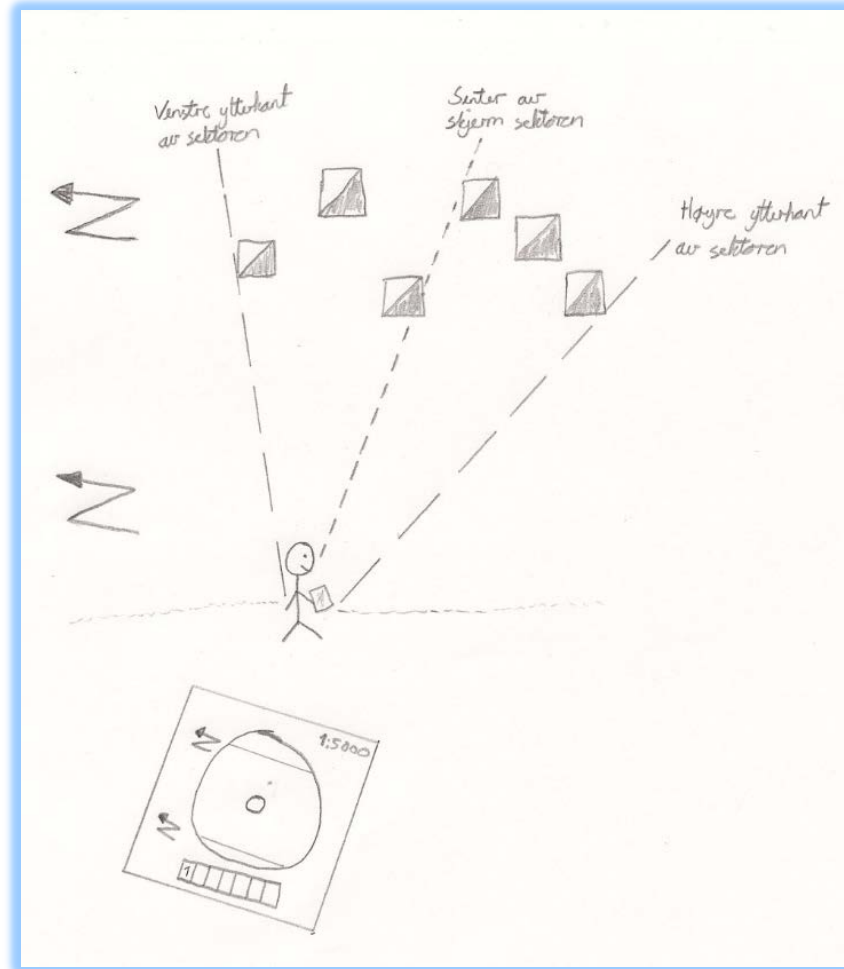 Venstre ytterkant
av sektoren
Senter av
skjerm sektoren
Høyre ytterkant
av sektoren
N
N
1:5000
N
N
1